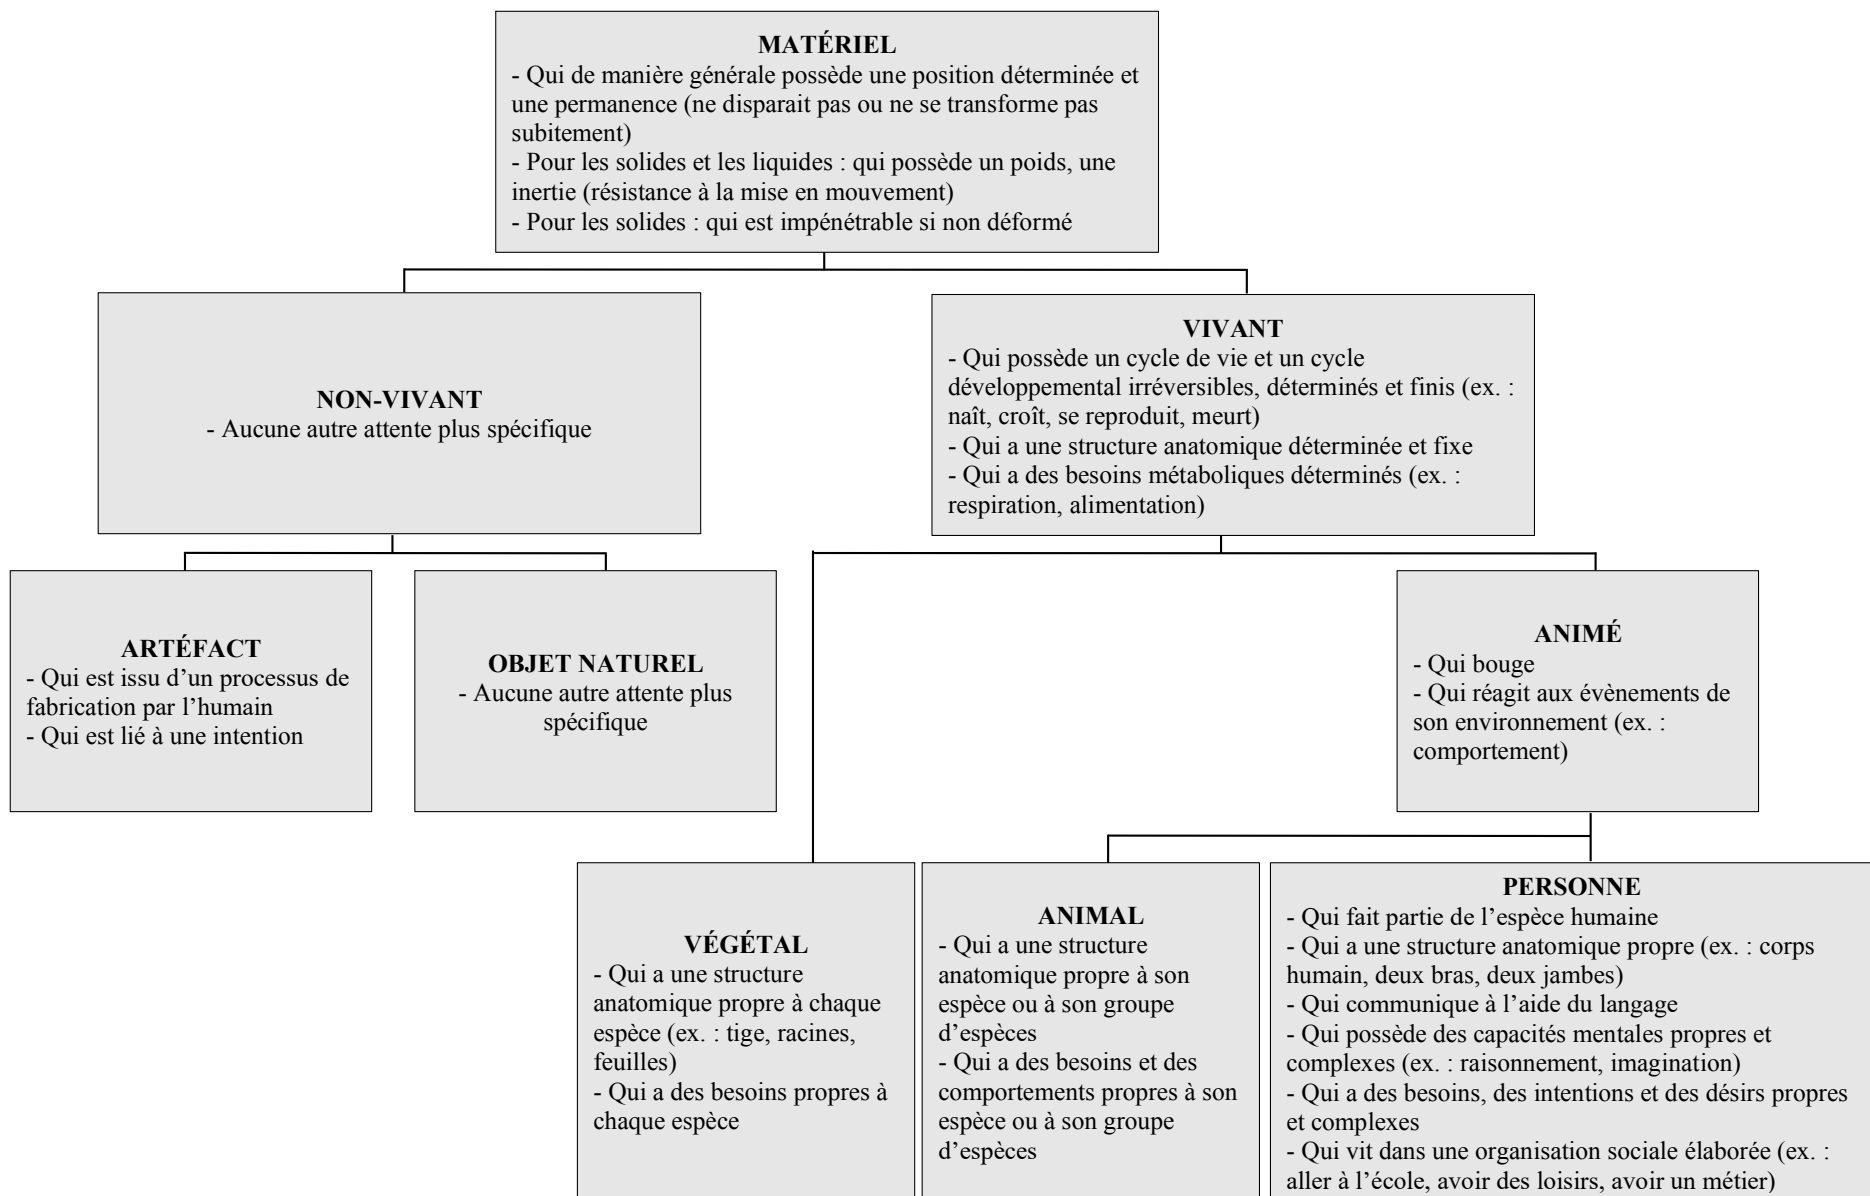 MATÉRIEL
- Qui de manière générale possède une position déterminée et
une permanence (ne disparait pas ou ne se transforme pas
subitement)
- Pour les solides et les liquides : qui possède un poids, une
inertie (résistance à la mise en mouvement)
- Pour les solides : qui est impénétrable si non déformé
NON-VIVANT
- Aucune autre attente plus spécifique
VIVANT
- Qui possède un cycle de vie et un cycle
développemental irréversibles, déterminés et finis (ex. :
naît, croît, se reproduit, meurt)
- Qui a une structure anatomique déterminée et fixe
- Qui a des besoins métaboliques déterminés (ex. :
respiration, alimentation)
ARTÉFACT
- Qui est issu d’un processus de
fabrication par l’humain
- Qui est lié à une intention
OBJET NATUREL
- Aucune autre attente plus
spécifique
ANIMÉ
- Qui bouge
- Qui réagit aux évènements de
son environnement (ex. :
comportement)
VÉGÉTAL
- Qui a une structure
anatomique propre à chaque
espèce (ex. : tige, racines,
feuilles)
- Qui a des besoins propres à
chaque espèce
ANIMAL
- Qui a une structure
anatomique propre à son
espèce ou à son groupe
d’espèces
- Qui a des besoins et des
comportements propres à son
espèce ou à son groupe
d’espèces
PERSONNE
- Qui fait partie de l’espèce humaine
- Qui a une structure anatomique propre (ex. : corps
humain, deux bras, deux jambes)
- Qui communique à l’aide du langage
- Qui possède des capacités mentales propres et
complexes (ex. : raisonnement, imagination)
- Qui a des besoins, des intentions et des désirs propres
et complexes
- Qui vit dans une organisation sociale élaborée (ex. :
aller à l’école, avoir des loisirs, avoir un métier)